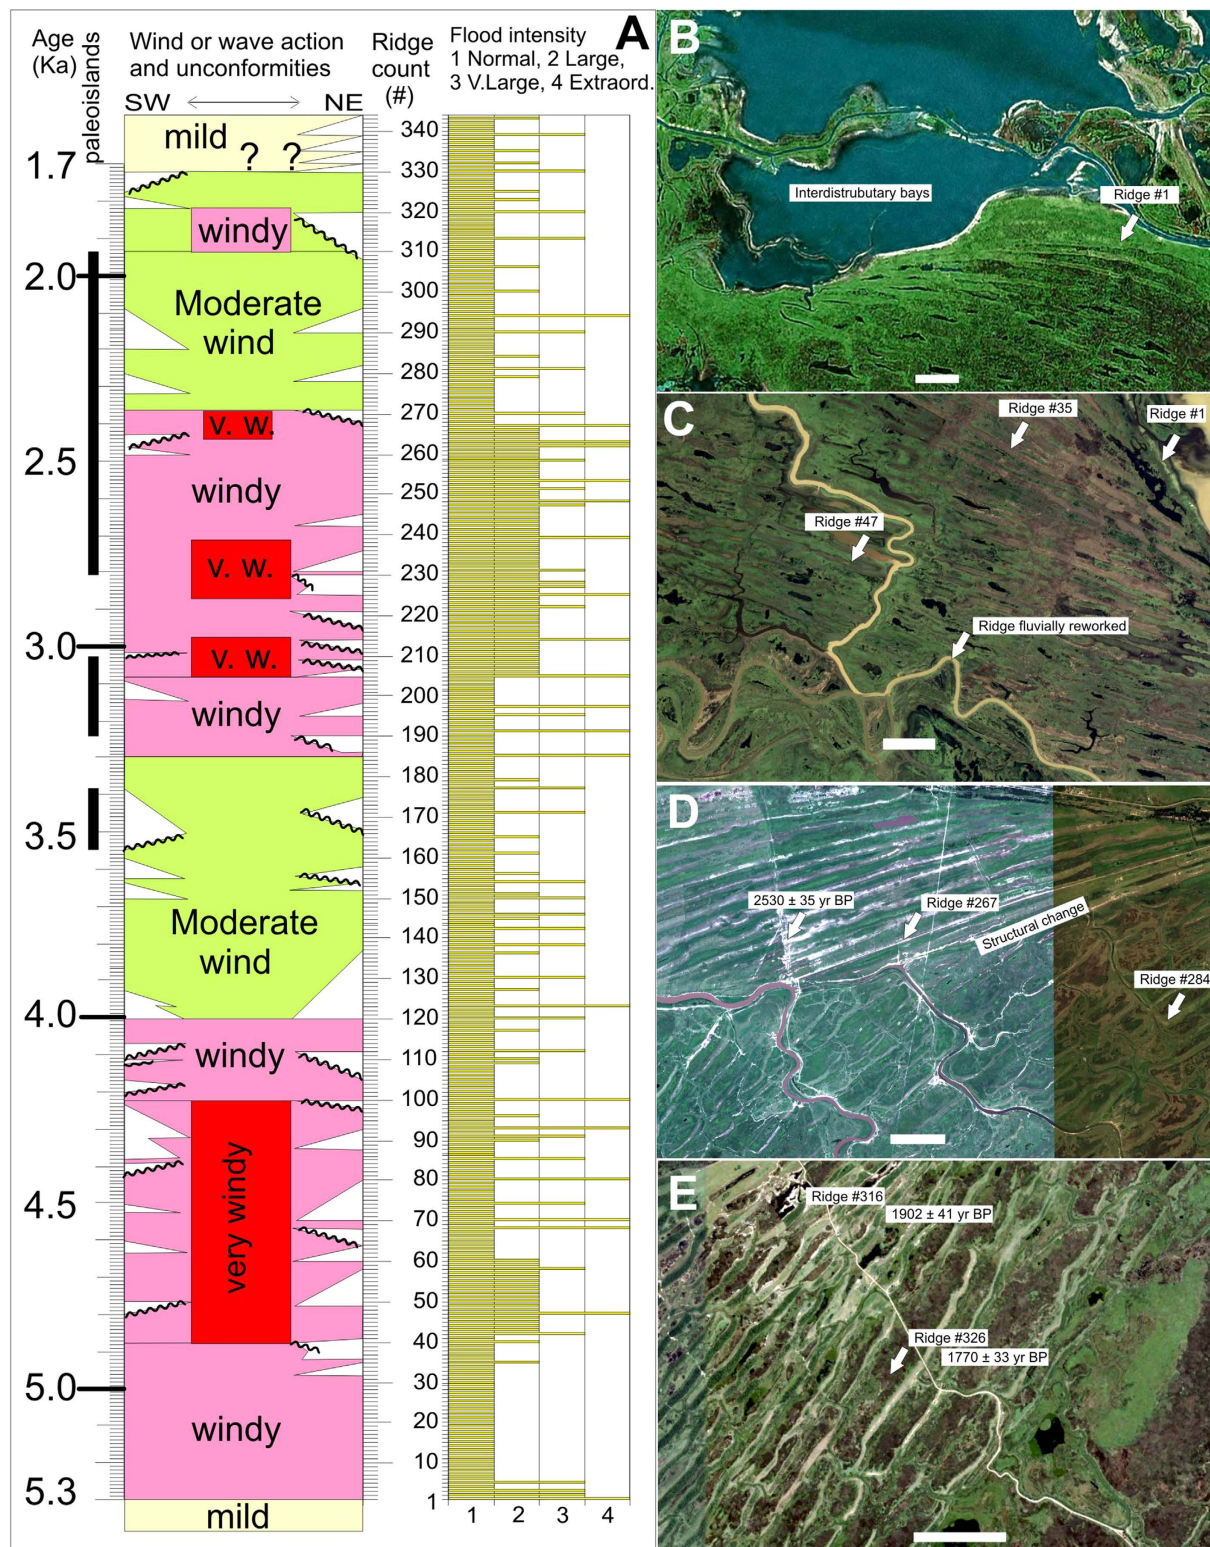 A
Age
(Ka)
paleoislands
Wind or wave action
and unconformities
SW
NE
Ridge
count
(#)
Flood intensity
1 Normal, 2 Large,
3 V.Large, 4 Extraord.
1.7
2.0
2.5
3.0
3.5
4.0
4.5
5.0
5.3
mild
? ?
windy
Moderate
wind
v. w.
windy
v. w.
v. w.
windy
Moderate
wind
windy
very windy
windy
mild
340
330
320
310
300
290
280
270
260
250
240
230
220
210
200
190
180
170
160
150
140
130
120
110
100
90
80
70
60
50
40
30
20
10
1
1 2 3 4
B
Interdistrubutary bays
Ridge #1
C
Ridge #35
Ridge #1
Ridge #47
Ridge fluvially reworked
D
2530 ± 35 yr BP
Ridge #267
Structural change
Ridge #284
E
Ridge #316
1902 ± 41 yr BP
Ridge #326
1770 ± 33 yr BP